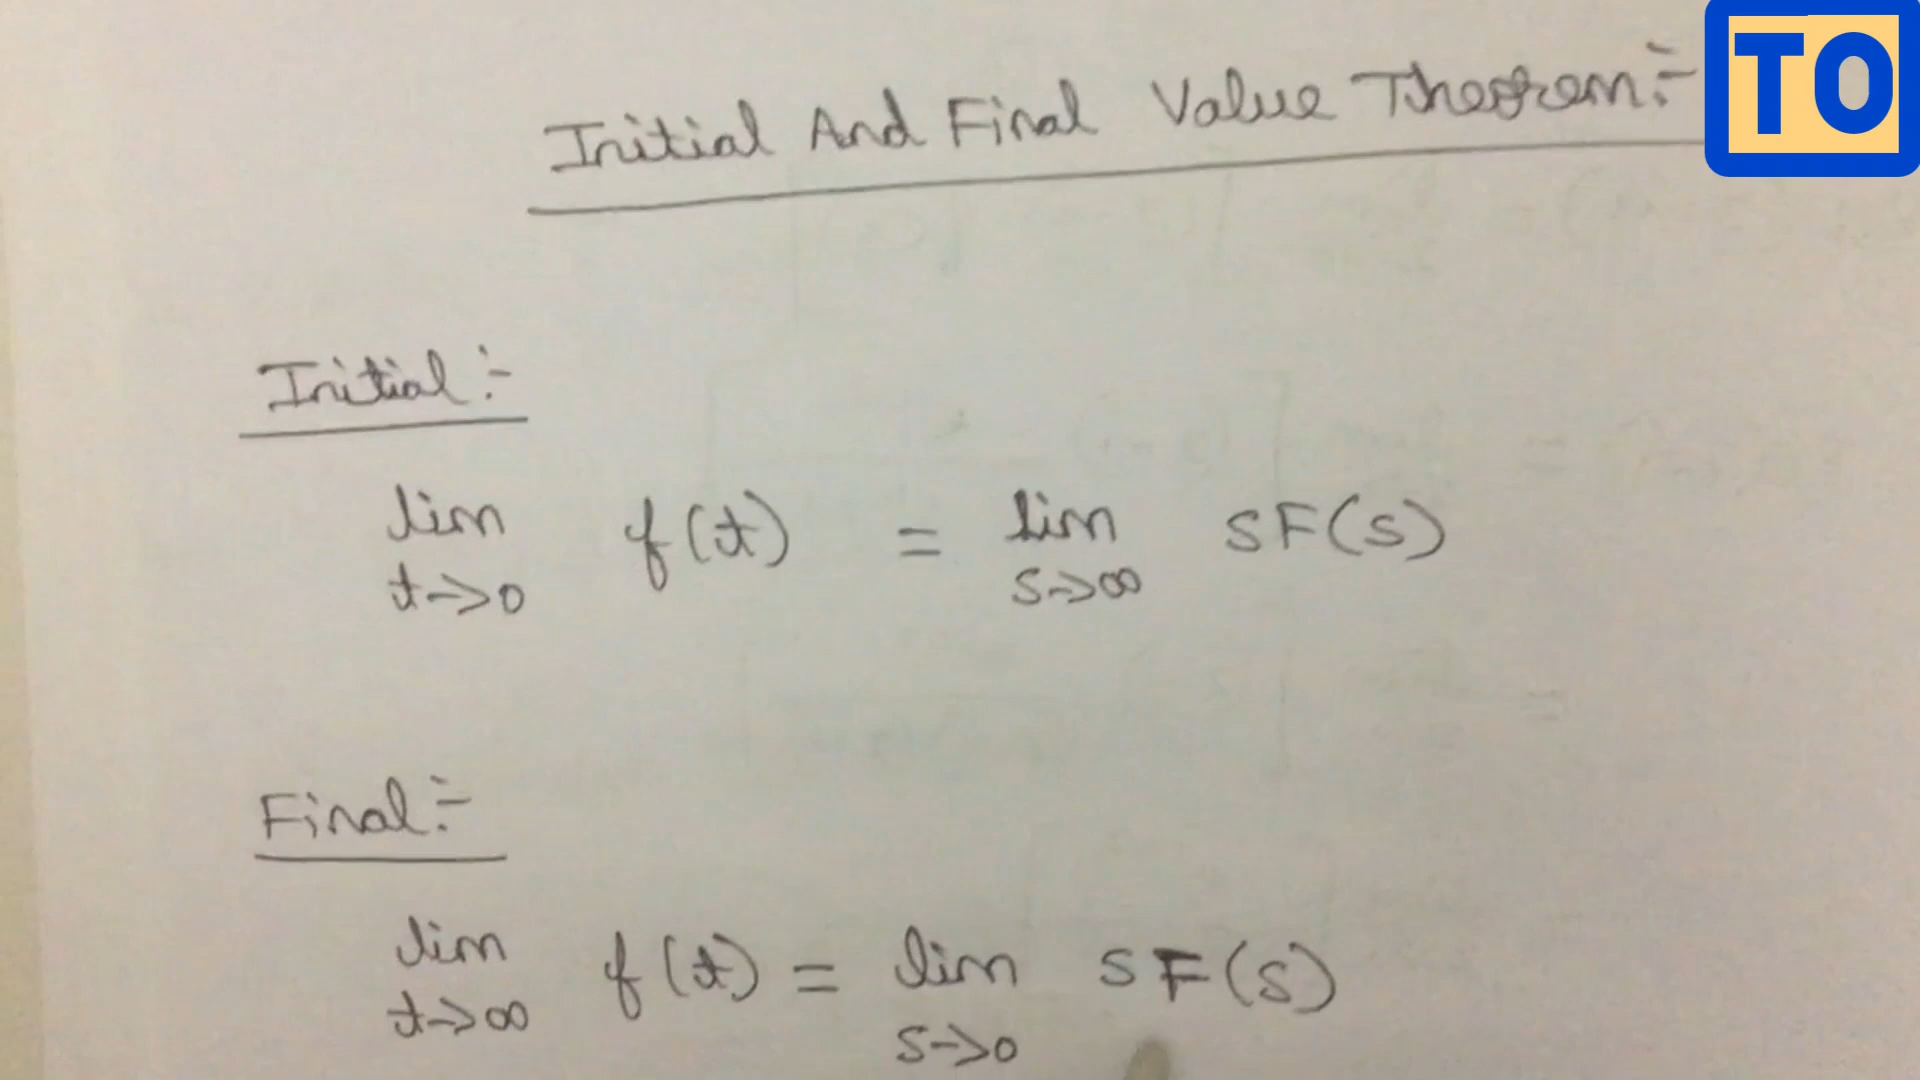 TO
Initial And Final Value Theorem:-
Initial :-
lim f(t) = lim SF(s)
t->0 s->∞
Final :-
lim f(t) = lim SF(s)
t->∞ s->0